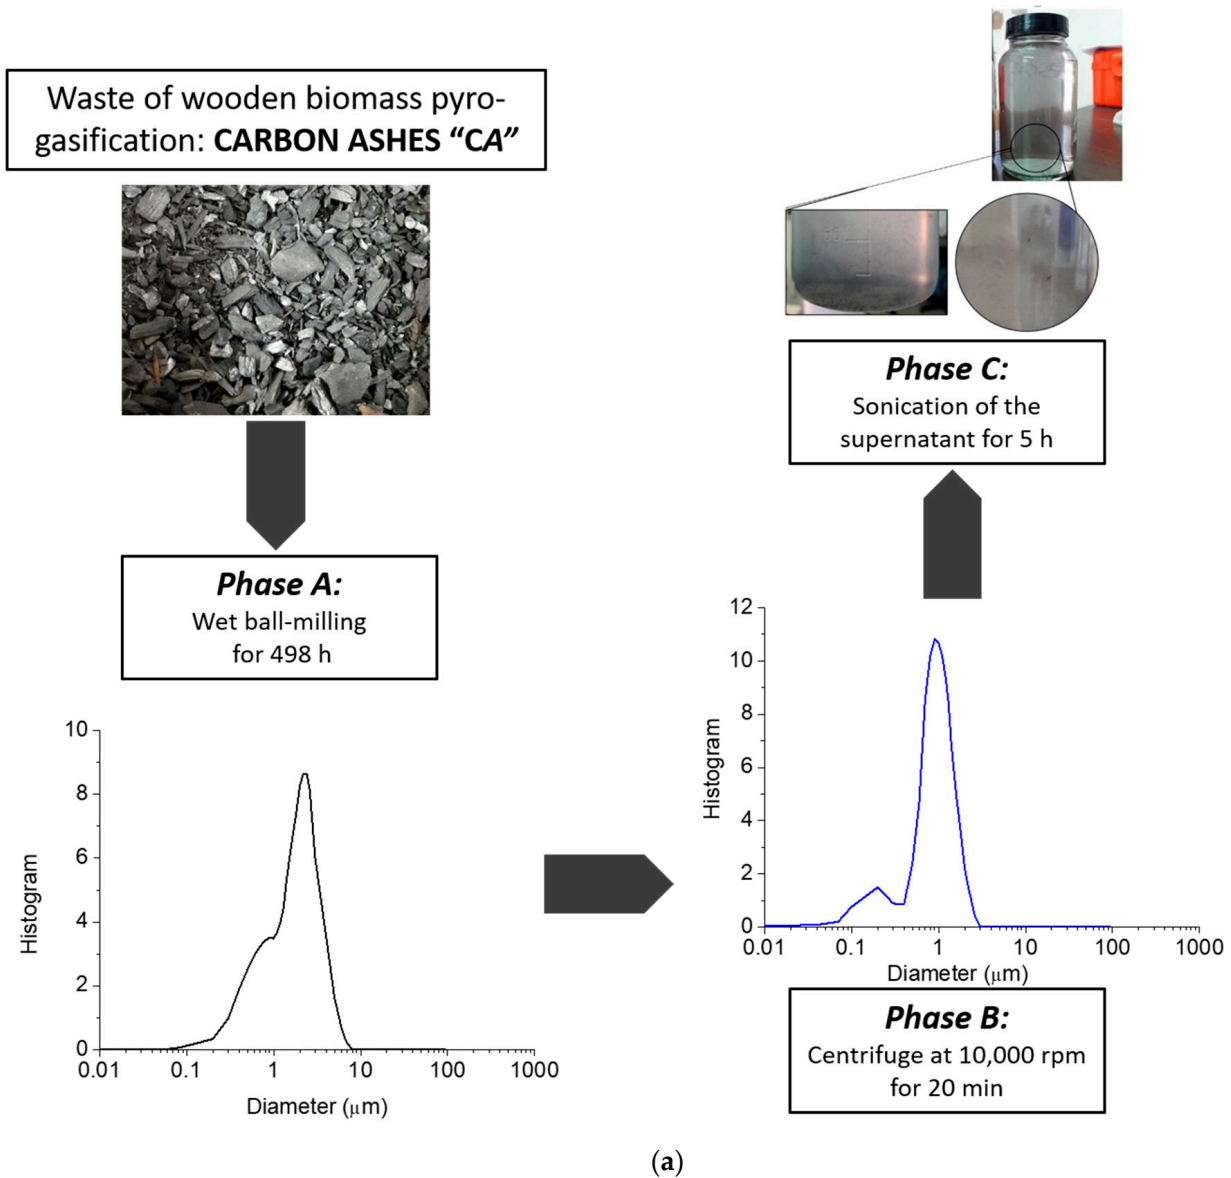 Waste of wooden biomass pyro-
gasification: CARBON ASHES “CA”
Phase A:
Wet ball-milling
for 498 h
10
8
6
4
2
0
Histogram
0.01 0.1 1 10 100 1000
Diameter (μm)
12
10
8
6
4
2
0
Histogram
0.01 0.1 1 10 100 1000
Diameter (μm)
Phase B:
Centrifuge at 10,000 rpm
for 20 min
Phase C:
Sonication of the
supernatant for 5 h
(a)